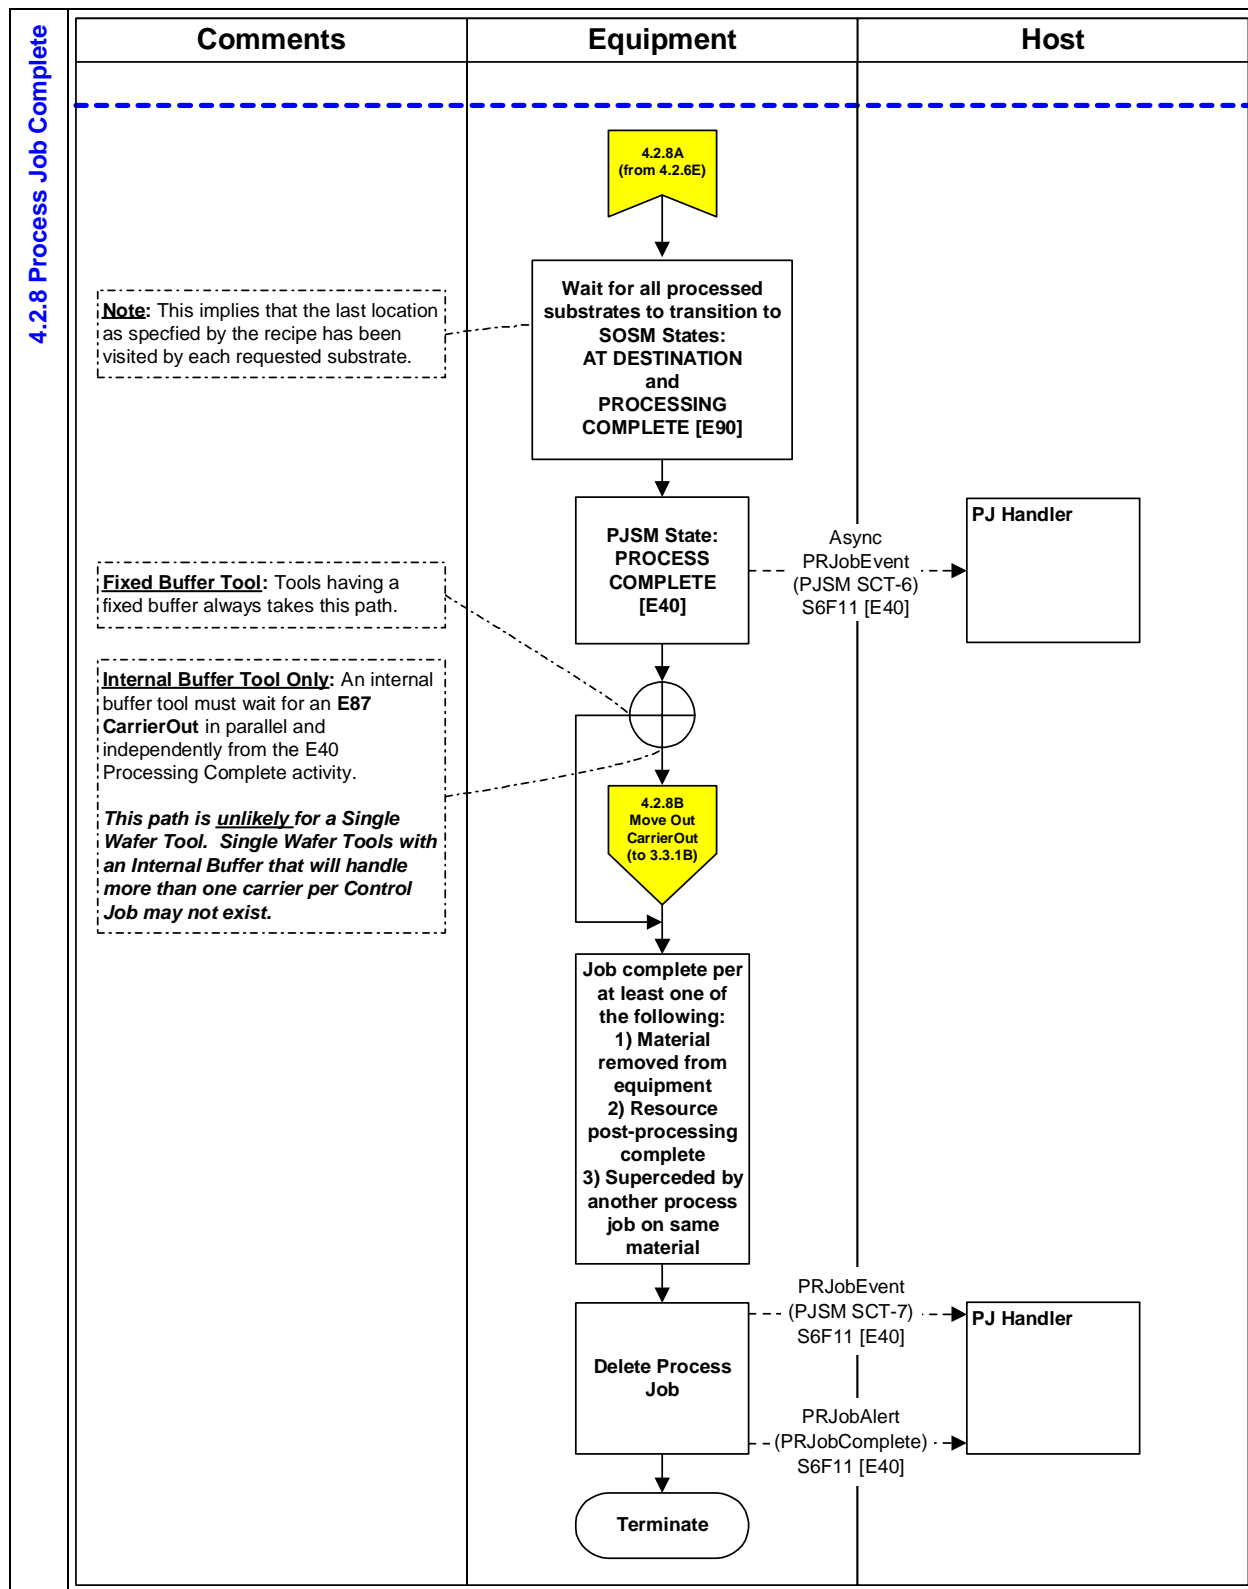 4.2.8 Process Job Complete
Comments
Equipment
Host
4.2.8A
(from 4.2.6E)
Wait for all processed
substrates to transition to
SOSM States:
AT DESTINATION
and
PROCESSING
COMPLETE [E90]
Note: This implies that the last location
as specfied by the recipe has been
visited by each requested substrate.
PJSM State:
PROCESS
COMPLETE
[E40]
Async
PRJobEvent
(PJSM SCT-6)
S6F11 [E40]
PJ Handler
Fixed Buffer Tool: Tools having a
fixed buffer always takes this path.
Internal Buffer Tool Only: An internal
buffer tool must wait for an E87
CarrierOut in parallel and
independently from the E40
Processing Complete activity.
This path is unlikely for a Single
Wafer Tool. Single Wafer Tools with
an Internal Buffer that will handle
more than one carrier per Control
Job may not exist.
4.2.8B
Move Out
CarrierOut
(to 3.3.1B)
Job complete per
at least one of
the following:
1) Material
removed from
equipment
2) Resource
post-processing
complete
3) Superceded by
another process
job on same
material
Delete Process
Job
PRJobEvent
(PJSM SCT-7)
S6F11 [E40]
PRJobAlert
(PRJobComplete)
S6F11 [E40]
PJ Handler
Terminate